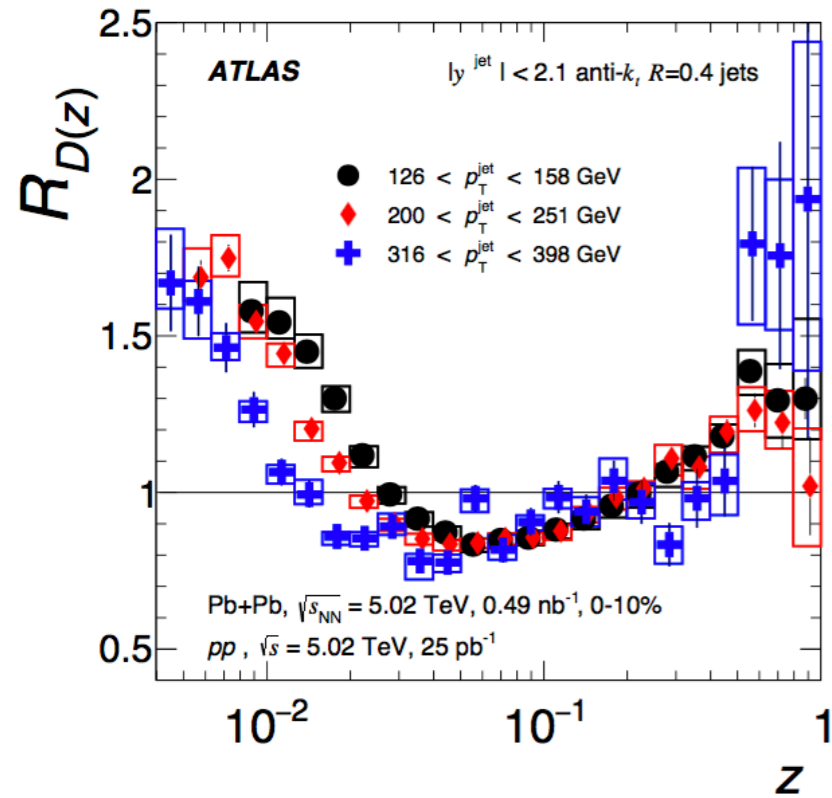 R_D(z)
2.5
2
1.5
1
0.5
ATLAS |y^jet| < 2.1 anti-k_t R=0.4 jets
126 < p_T^jet < 158 GeV
200 < p_T^jet < 251 GeV
316 < p_T^jet < 398 GeV
Pb+Pb, √s_NN = 5.02 TeV, 0.49 nb⁻¹, 0-10%
pp , √s = 5.02 TeV, 25 pb⁻¹
10⁻² 10⁻¹ 1
z